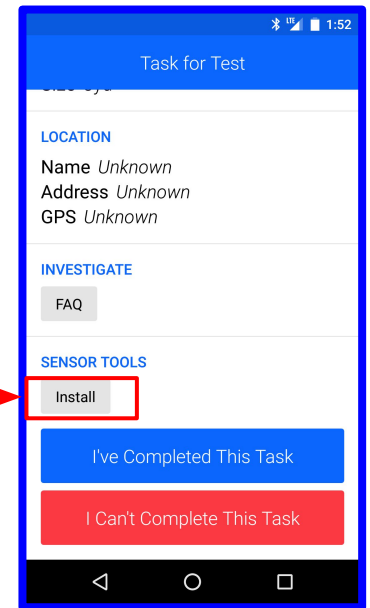 LTE 1:52
Task for Test
LOCATION
Name Unknown
Address Unknown
GPS Unknown
INVESTIGATE
FAQ
SENSOR TOOLS
Install
I've Completed This Task
I Can't Complete This Task